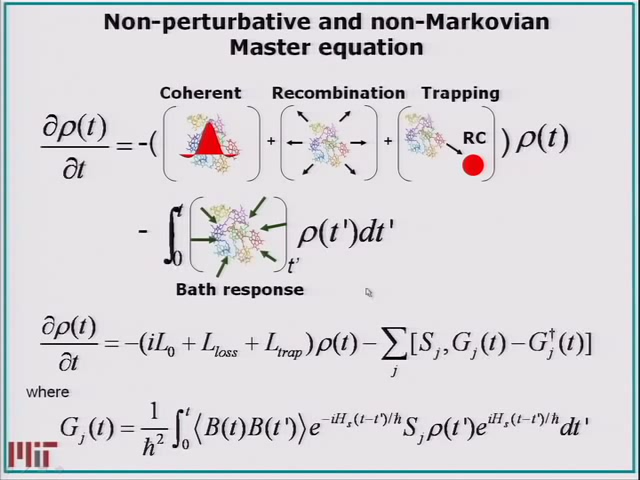 Non-perturbative and non-Markovian
Master equation
Coherent Recombination Trapping
∂ρ(t)/∂t = -( + + RC ) ρ(t)
- ∫₀ᵗ t' ρ(t')dt'
Bath response
∂ρ(t)/∂t = −(iL₀ + L_loss + L_trap)ρ(t) − ∑_j [S_j, G_j(t) − G_j†(t)]
where
G_j(t) = 1/ħ² ∫₀ᵗ ⟨B(t)B(t')⟩ e^{−iH_s(t−t')/ħ} S_j ρ(t') e^{iH_s(t−t')/ħ} dt'
MIT